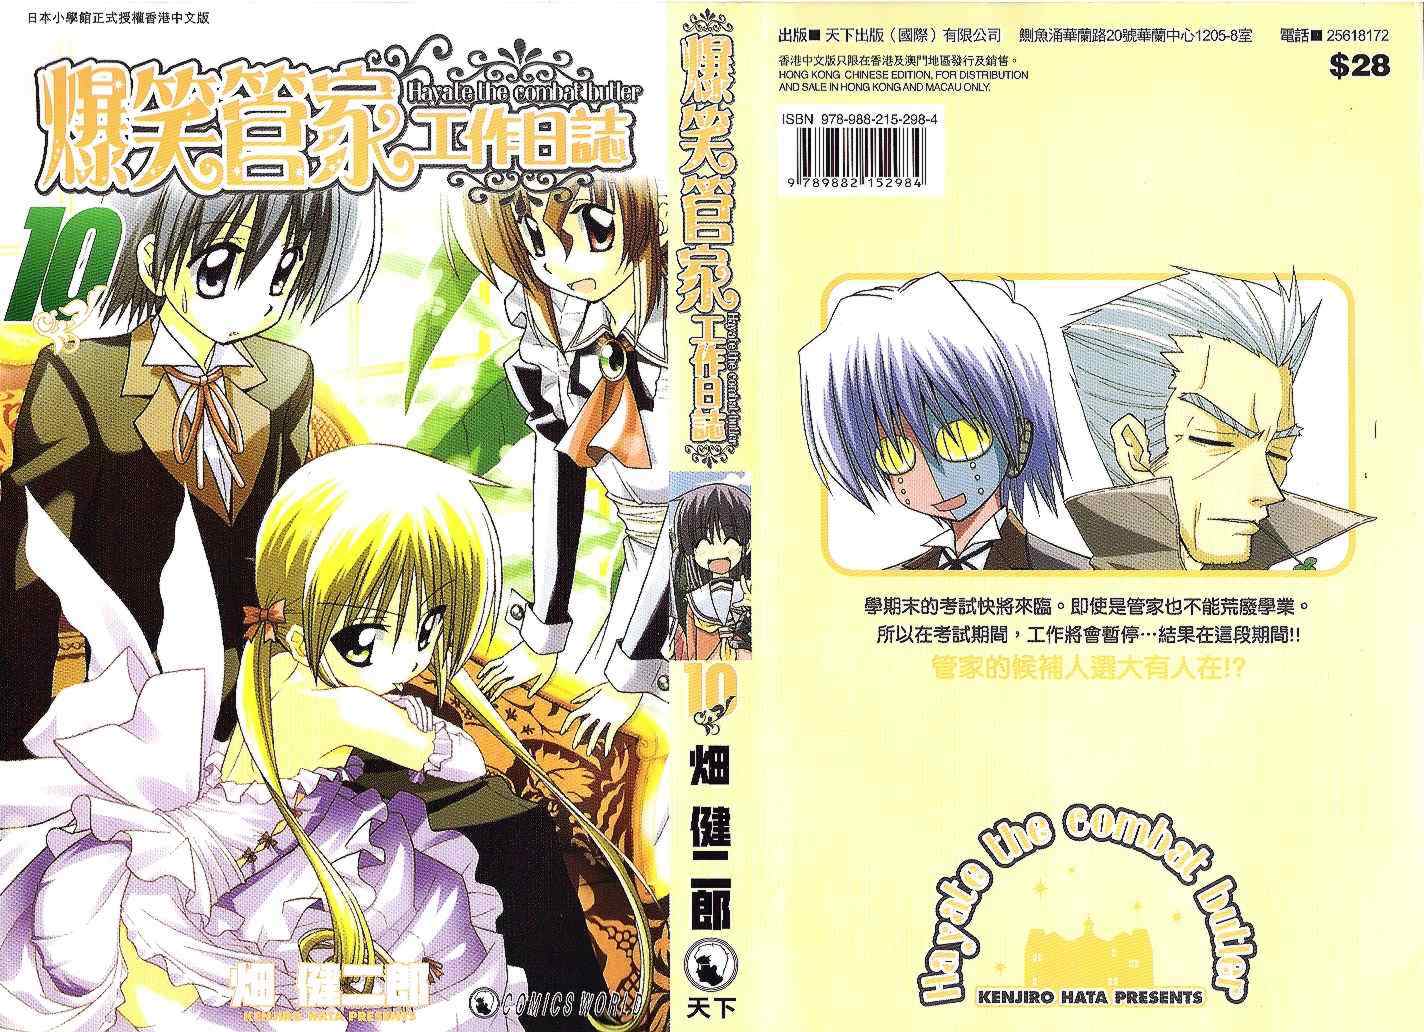 日本小學館正式授權香港中文版
爆笑管家
Hayate the combat butler
工作日誌
10
畑 健二郎
KENJIRO HATA PRESENTS
COMICS WORLD
爆笑管家工作日誌
Hayate the combat butler
10
畑健二郎
天下
出版■ 天下出版（國際）有限公司 鰂魚涌華蘭路20號華蘭中心1205-8室 電話■ 25618172
香港中文版只限在香港及澳門地區發行及銷售。
HONG KONG CHINESE EDITION, FOR DISTRIBUTION
AND SALE IN HONG KONG AND MACAU ONLY.
$28
ISBN 978-988-215-298-4
9 789882 152984
學期末的考試快將來臨。即使是管家也不能荒廢學業。
所以在考試期間，工作將會暫停…結果在這段期間!!
管家的候補人選大有人在!?
Hayate the combat butler
KENJIRO HATA PRESENTS